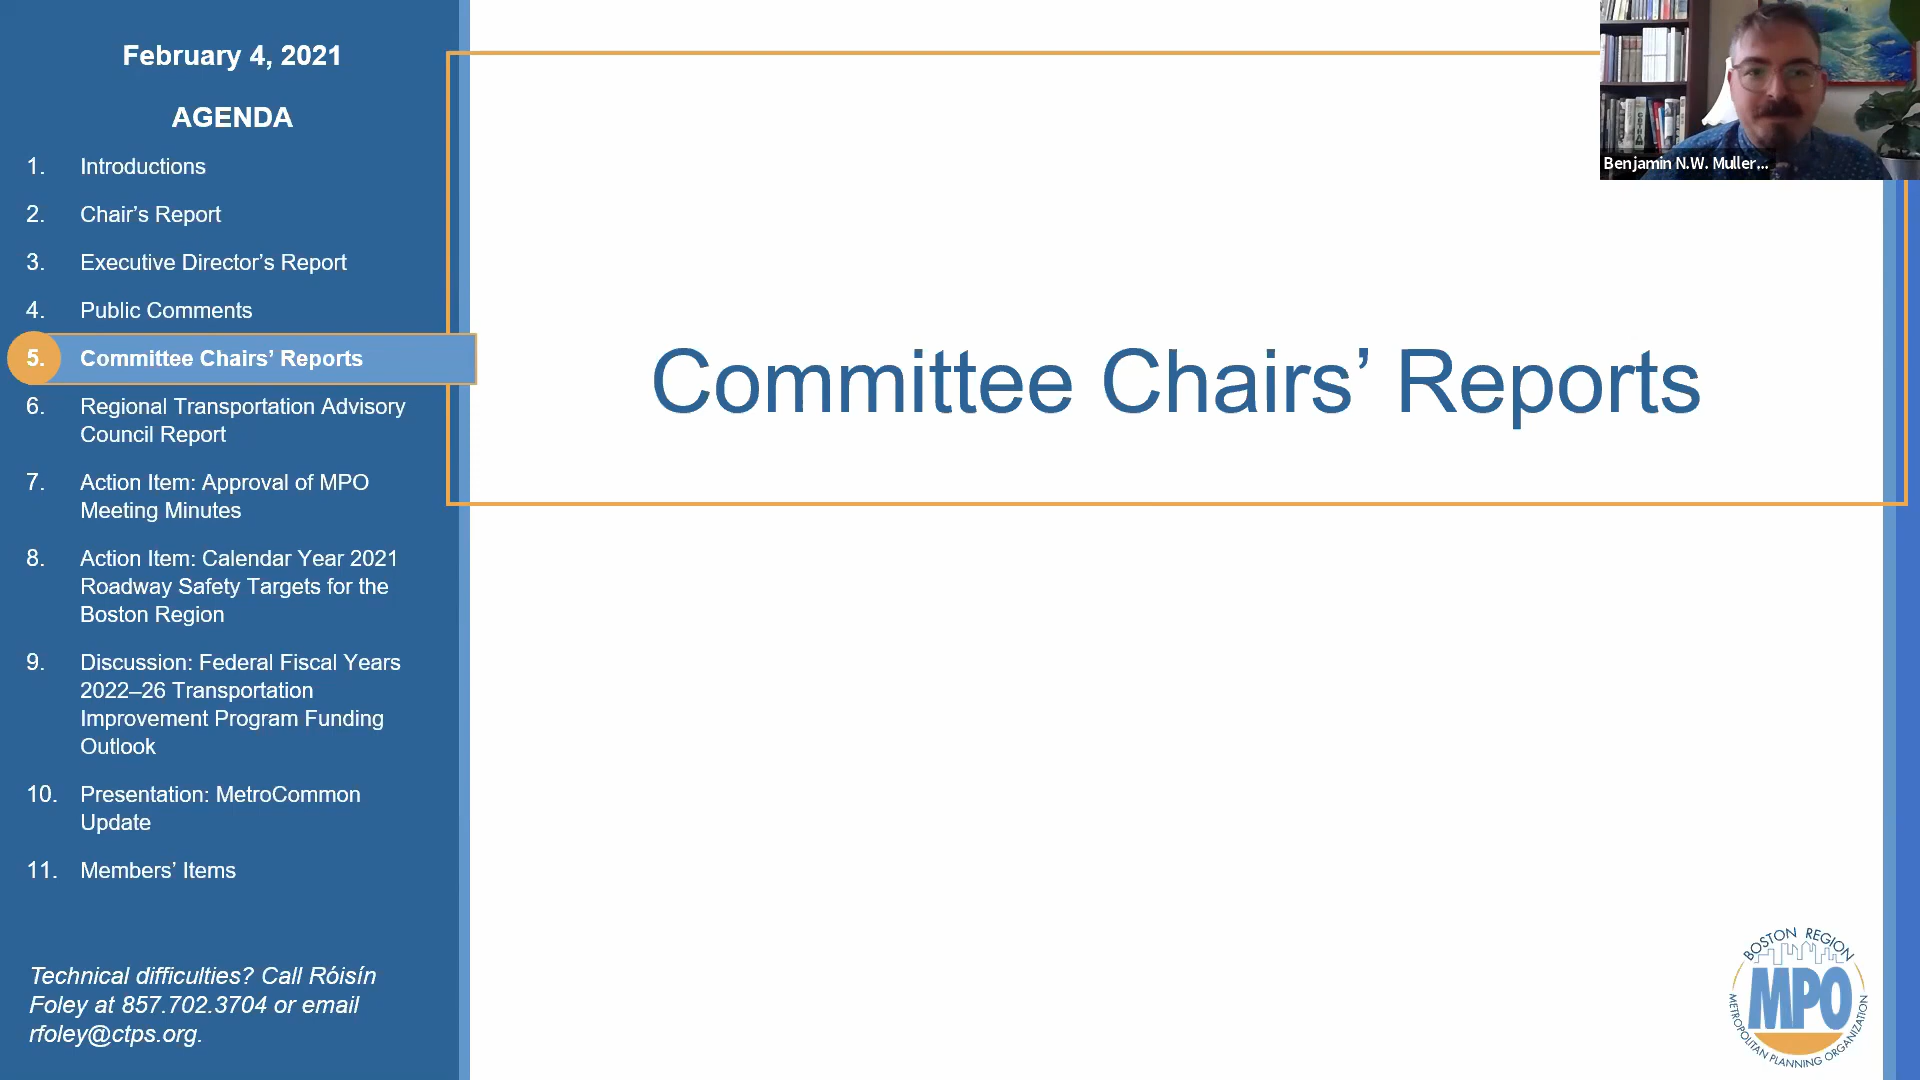 February 4, 2021
AGENDA
1. Introductions
2. Chair’s Report
3. Executive Director’s Report
4. Public Comments
5. Committee Chairs’ Reports
6. Regional Transportation Advisory
Council Report
7. Action Item: Approval of MPO
Meeting Minutes
8. Action Item: Calendar Year 2021
Roadway Safety Targets for the
Boston Region
9. Discussion: Federal Fiscal Years
2022–26 Transportation
Improvement Program Funding
Outlook
10. Presentation: MetroCommon
Update
11. Members’ Items
Technical difficulties? Call Róisín
Foley at 857.702.3704 or email
rfoley@ctps.org.
Committee Chairs’ Reports
Benjamin N.W. Muller...
BOSTON REGION
MPO
METROPOLITAN PLANNING ORGANIZATION